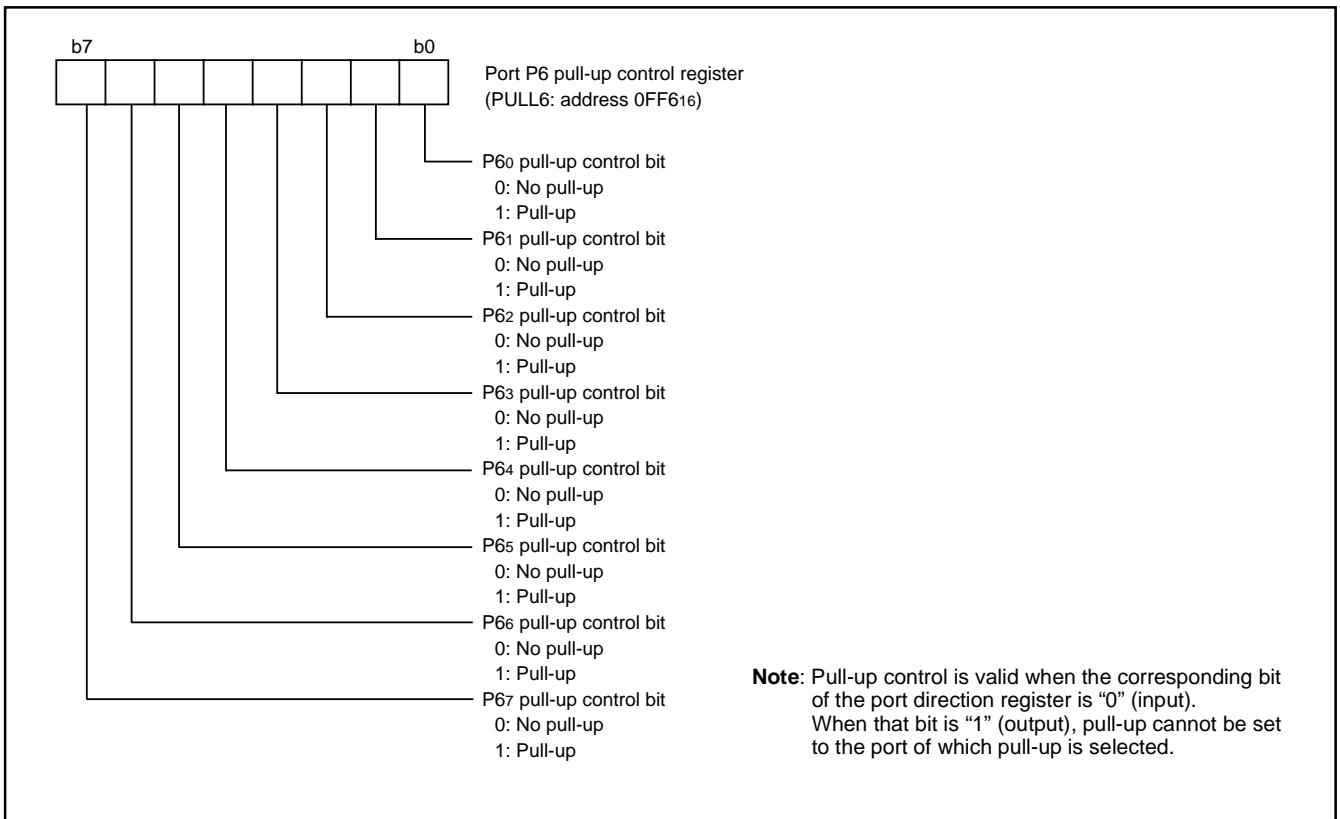 b7 b0
Port P6 pull-up control register
(PULL6: address 0FF616)
P60 pull-up control bit
0: No pull-up
1: Pull-up
P61 pull-up control bit
0: No pull-up
1: Pull-up
P62 pull-up control bit
0: No pull-up
1: Pull-up
P63 pull-up control bit
0: No pull-up
1: Pull-up
P64 pull-up control bit
0: No pull-up
1: Pull-up
P65 pull-up control bit
0: No pull-up
1: Pull-up
P66 pull-up control bit
0: No pull-up
1: Pull-up
P67 pull-up control bit
0: No pull-up
1: Pull-up
Note: Pull-up control is valid when the corresponding bit
of the port direction register is “0” (input).
When that bit is “1” (output), pull-up cannot be set
to the port of which pull-up is selected.